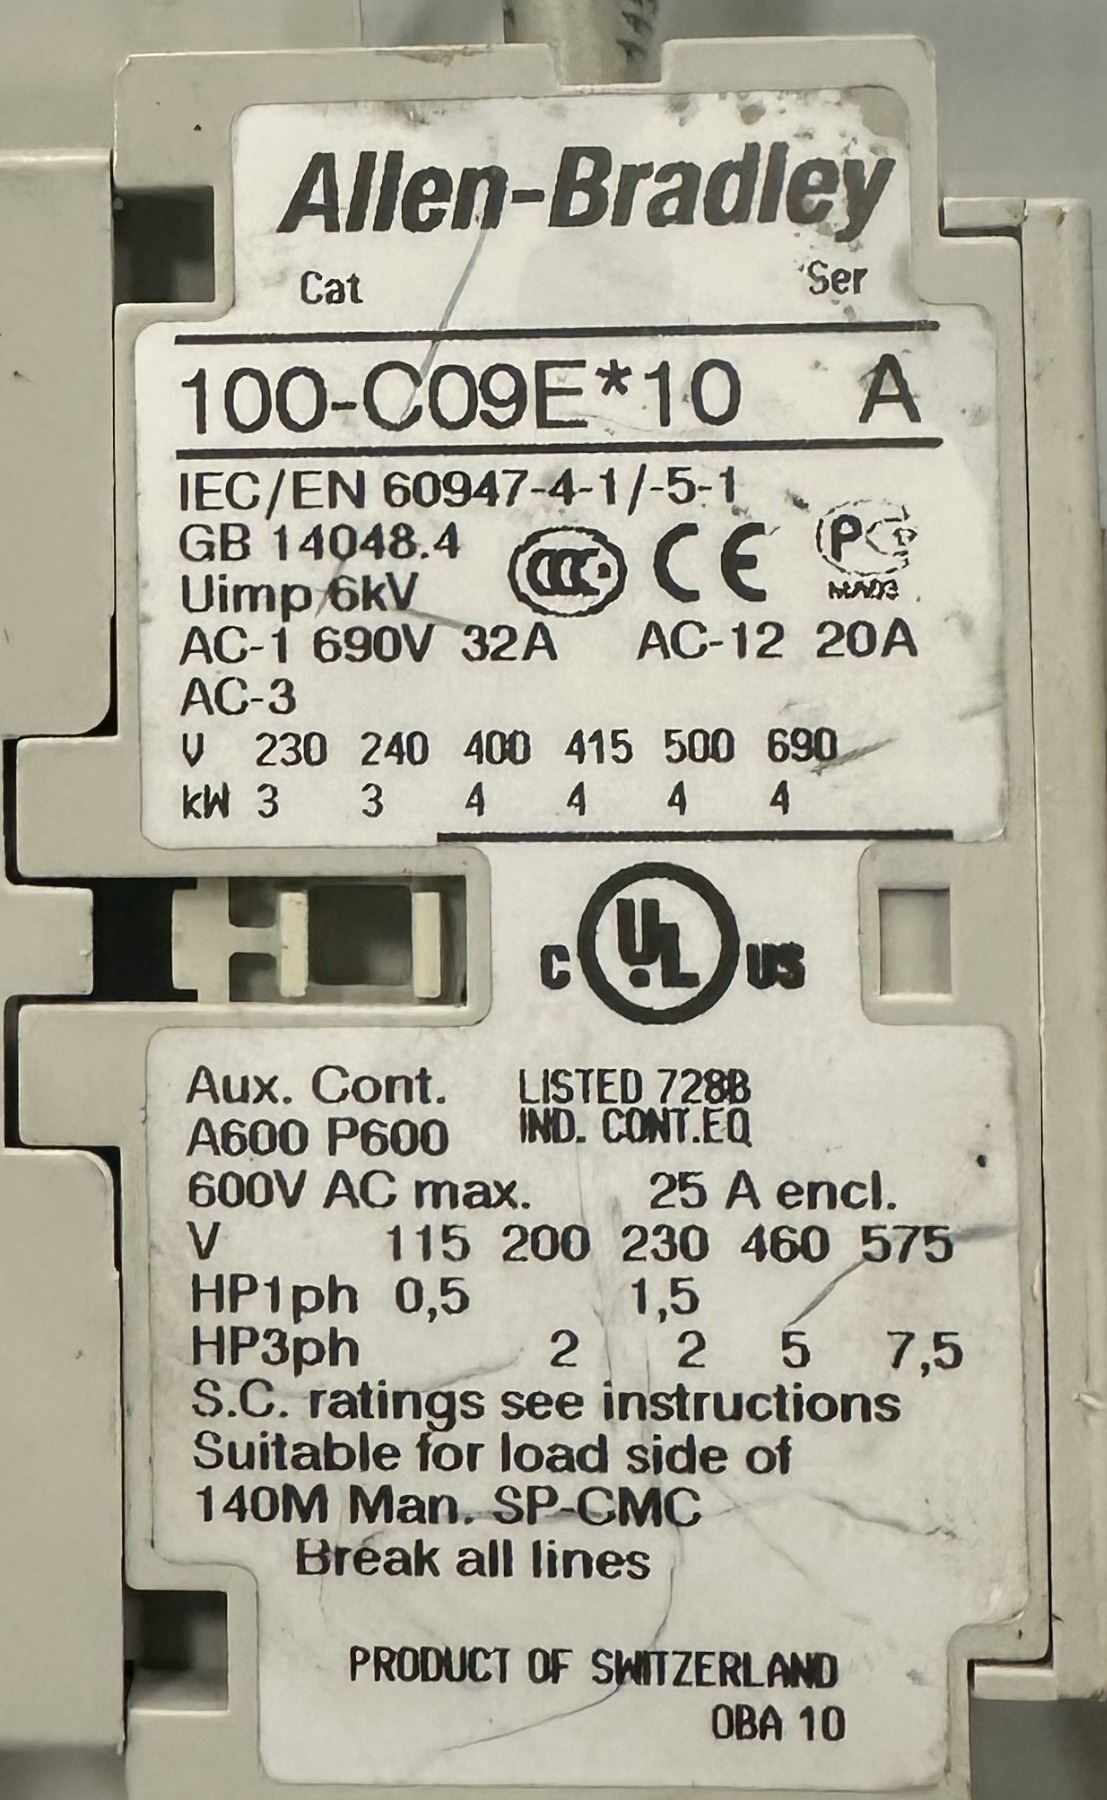 Allen-Bradley
Cat Ser
100-C09E*10 A
IEC/EN 60947-4-1/-5-1
GB 14048.4
CCC CE
Uimp 6kV
AC-1 690V 32A AC-12 20A
AC-3
V 230 240 400 415 500 690
kW 3 3 4 4 4 4
C UL US
Aux. Cont. LISTED 728B
A600 P600 IND. CONT.EQ
600V AC max. 25 A encl.
V 115 200 230 460 575
HP1ph 0,5 1,5
HP3ph 2 2 5 7,5
S.C. ratings see instructions
Suitable for load side of
140M Man. SP-CMC
Break all lines
PRODUCT OF SWITZERLAND
0BA 10